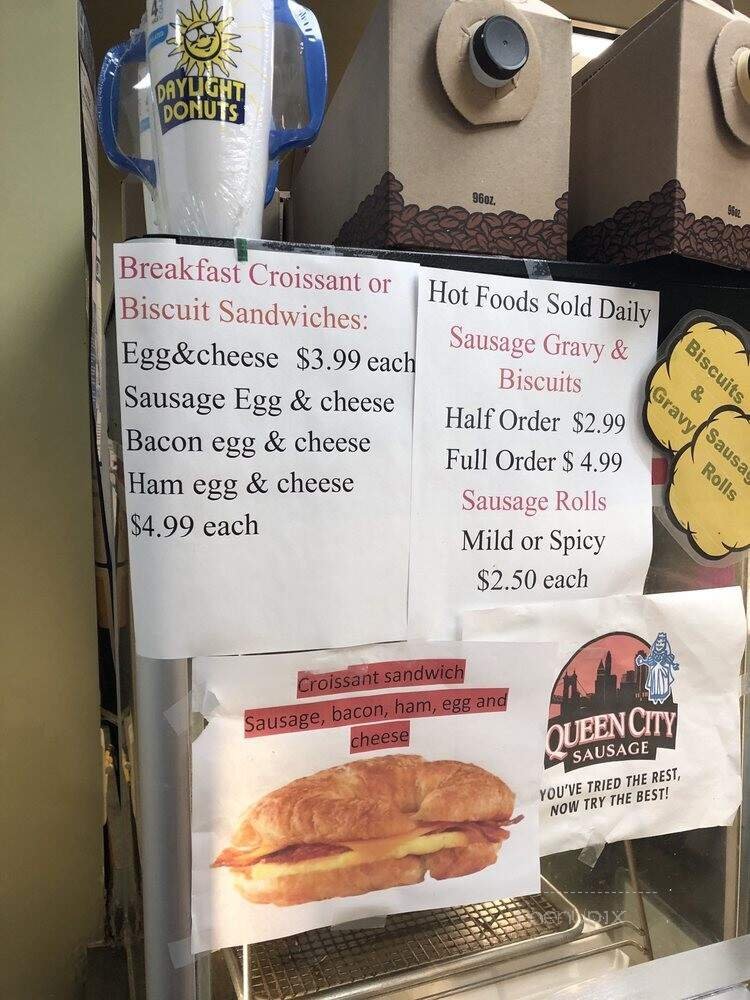 DAYLIGHT
DONUTS
96oz.
96oz.
Breakfast Croissant or
Biscuit Sandwiches:
Egg&cheese $3.99 each
Sausage Egg & cheese
Bacon egg & cheese
Ham egg & cheese
$4.99 each
Hot Foods Sold Daily
Sausage Gravy &
Biscuits
Half Order $2.99
Full Order $ 4.99
Sausage Rolls
Mild or Spicy
$2.50 each
Biscuits
&
Gravy
Sausag
Rolls
Croissant sandwich
Sausage, bacon, ham, egg and
cheese
QUEEN CITY
SAUSAGE
YOU'VE TRIED THE REST,
NOW TRY THE BEST!
menupix